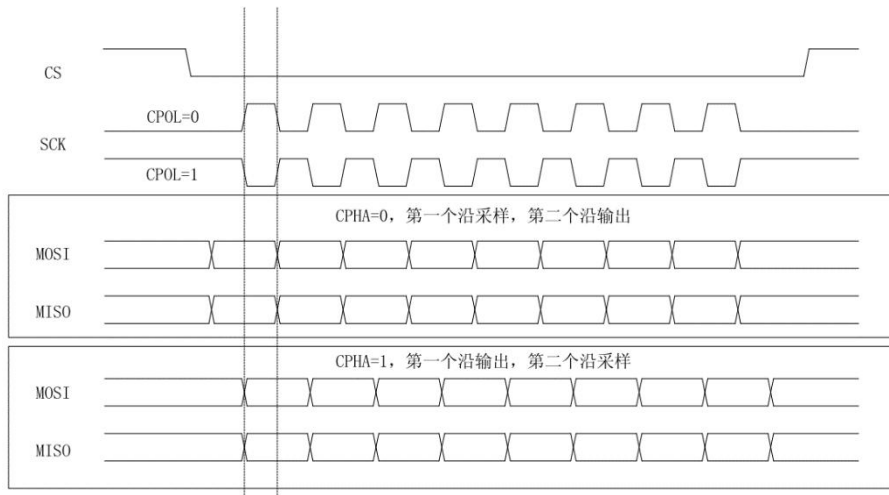 CS
CPOL=0
SCK
CPOL=1
CPHA=0, 第一个沿采样, 第二个沿输出
MOSI
MISO
CPHA=1, 第一个沿输出, 第二个沿采样
MOSI
MISO